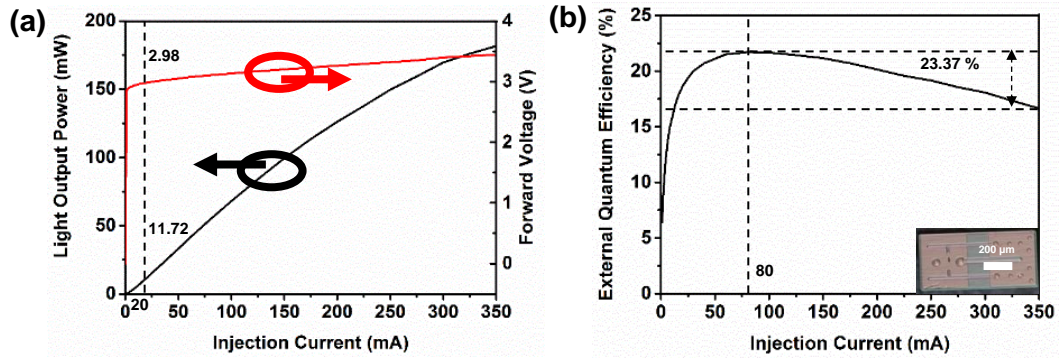 (a)
200
150
100
50
0
Light Output Power (mW)
2.98
11.72
20
4
3
2
1
0
Forward Voltage (V)
0 50 100 150 200 250 300 350
Injection Current (mA)
(b)
25
20
15
10
5
0
External Quantum Efficiency (%)
23.37 %
80
200 μm
0 50 100 150 200 250 300 350
Injection Current (mA)